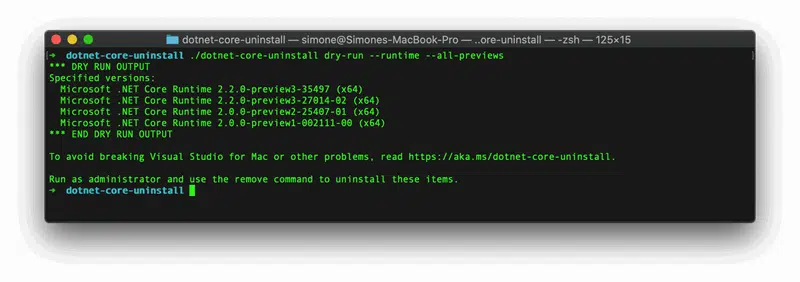 dotnet-core-uninstall — simone@Simones-MacBook-Pro — ..ore-uninstall — -zsh — 125×15
➜ dotnet-core-uninstall ./dotnet-core-uninstall dry-run --runtime --all-previews
*** DRY RUN OUTPUT
Specified versions:
Microsoft .NET Core Runtime 2.2.0-preview3-35497 (x64)
Microsoft .NET Core Runtime 2.2.0-preview3-27014-02 (x64)
Microsoft .NET Core Runtime 2.0.0-preview2-25407-01 (x64)
Microsoft .NET Core Runtime 2.0.0-preview1-002111-00 (x64)
*** END DRY RUN OUTPUT
To avoid breaking Visual Studio for Mac or other problems, read https://aka.ms/dotnet-core-uninstall.
Run as administrator and use the remove command to uninstall these items.
➜ dotnet-core-uninstall